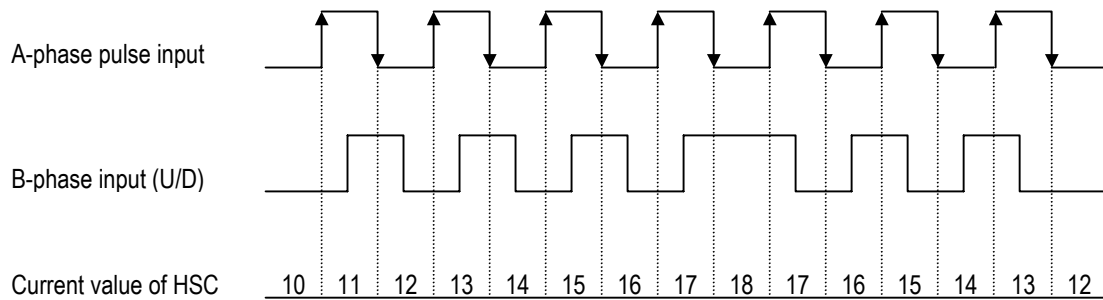 A-phase pulse input
B-phase input (U/D)
Current value of HSC 10 11 12 13 14 15 16 17 18 17 16 15 14 13 12